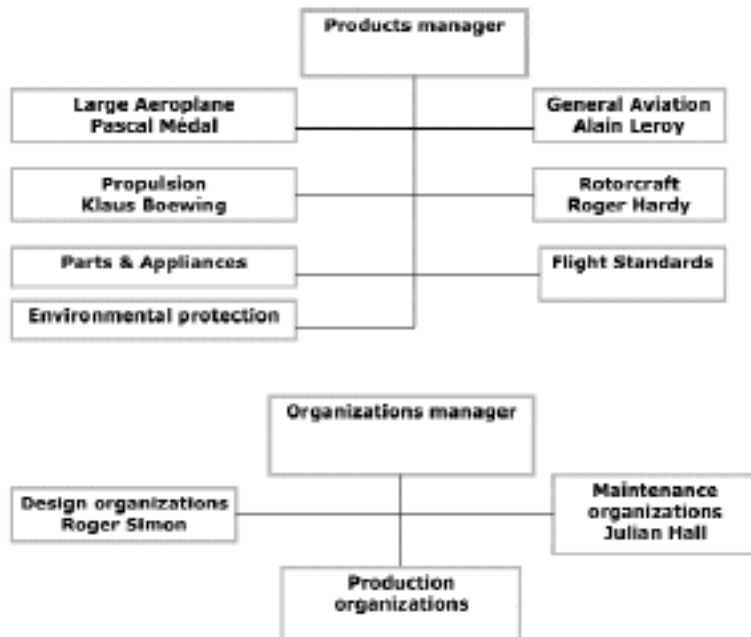 Products manager
Large Aeroplane
Pascal Médal
General Aviation
Alain Leroy
Propulsion
Klaus Boewing
Rotorcraft
Roger Hardy
Parts & Appliances
Flight Standards
Environmental protection
Organizations manager
Design organizations
Roger Simon
Maintenance
organizations
Julian Hall
Production
organizations